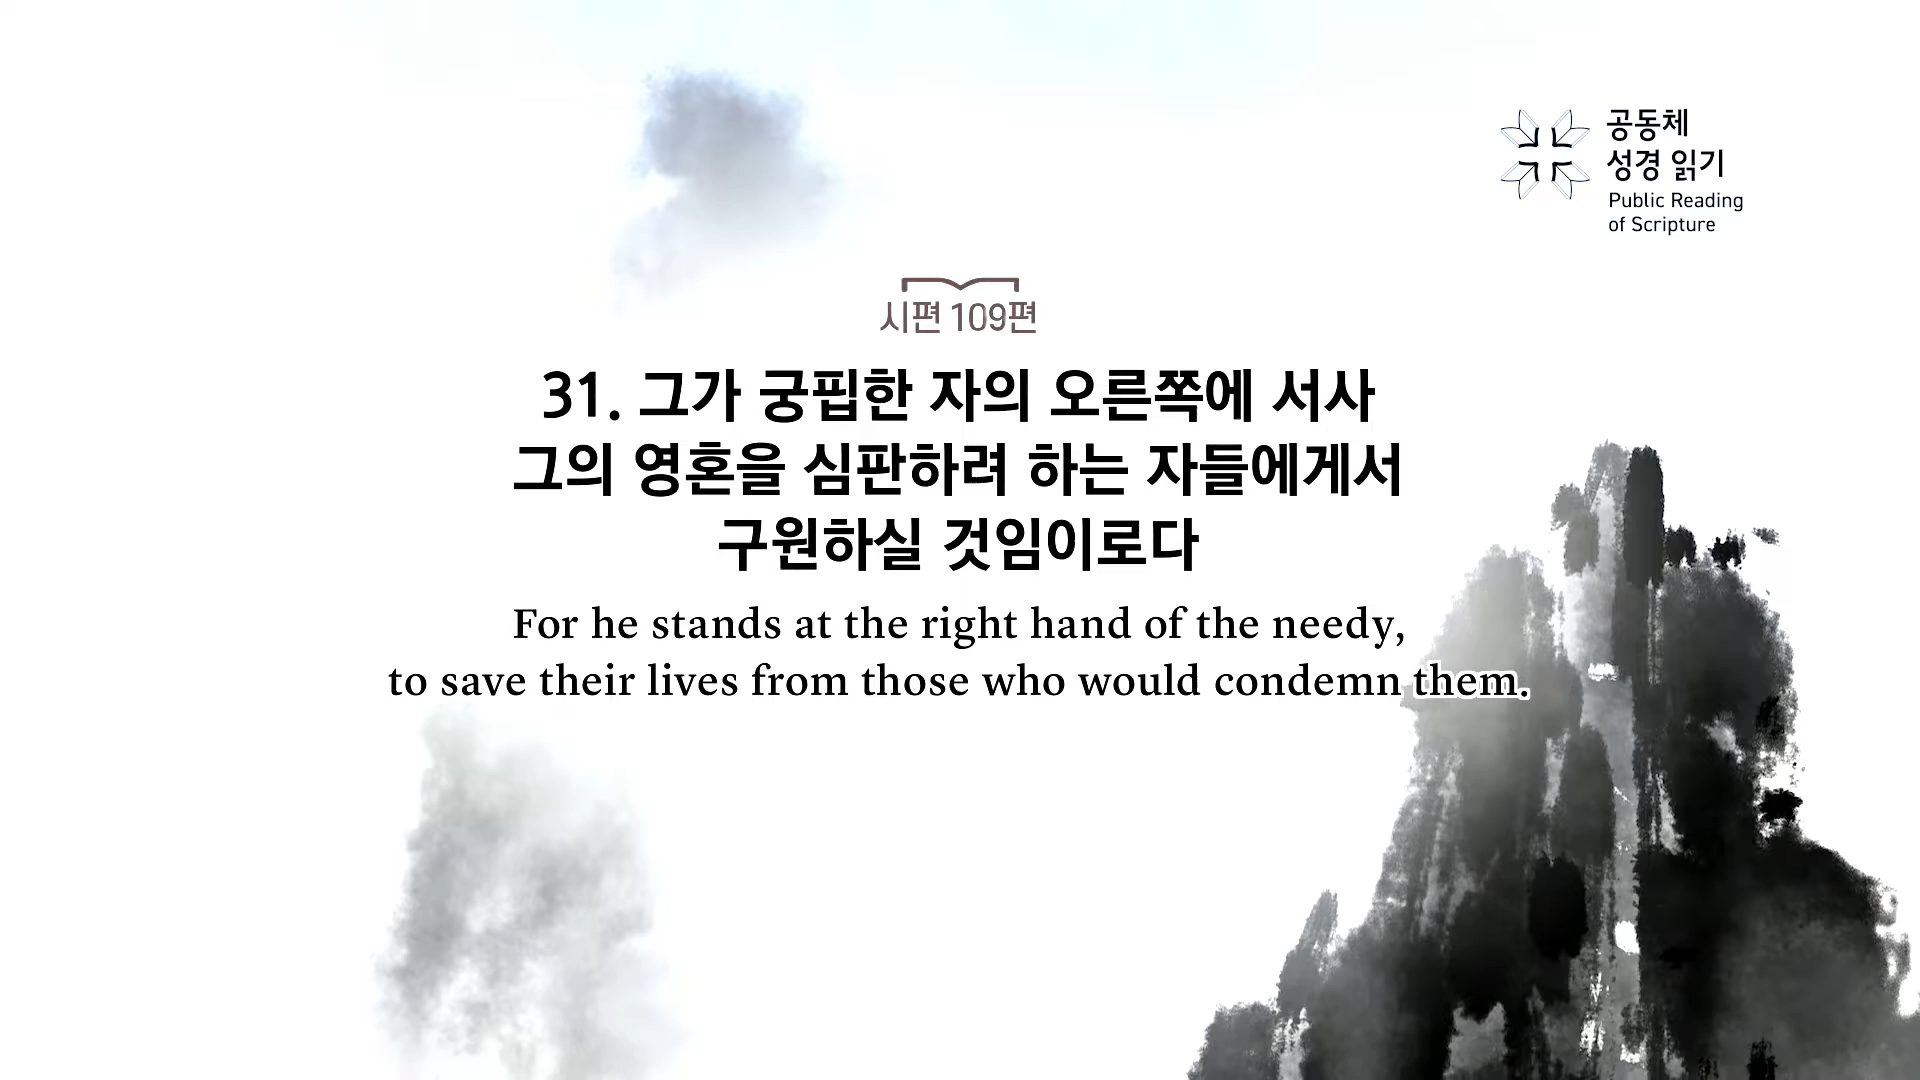 공동체
성경 읽기
Public Reading
of Scripture
시편 109편
31. 그가 궁핍한 자의 오른쪽에 서사
그의 영혼을 심판하려 하는 자들에게서
구원하실 것임이로다
For he stands at the right hand of the needy,
to save their lives from those who would condemn them.